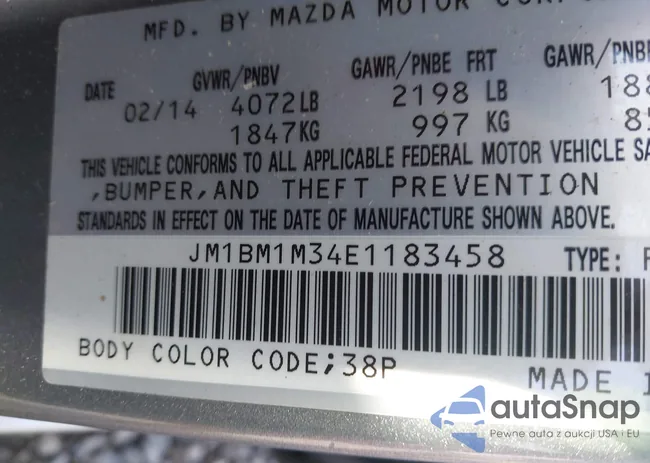 MFD. BY MAZDA MOTOR
DATE GVWR/PNBV GAWR/PNBE FRT GAWR/PNBE
02/14 4072LB 2198 LB
1847KG 997 KG
THIS VEHICLE CONFORMS TO ALL APPLICABLE FEDERAL MOTOR VEHICLE
,BUMPER,AND THEFT PREVENTION
STANDARDS IN EFFECT ON THE DATE OF MANUFACTURE SHOWN ABOVE.
JM1BM1M34E1183458 TYPE:
BODY COLOR CODE;38P
MADE
autaSnap
Pewne auta z aukcji USA i EU